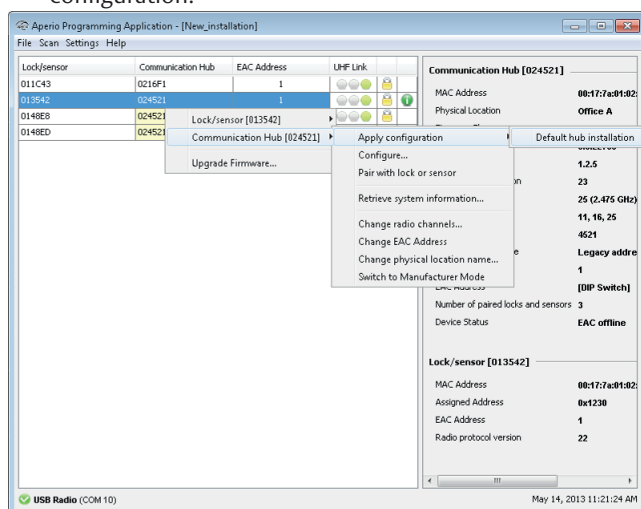 configuration.
Aperio Programming Application - [New_installation]
File Scan Settings Help
Lock/sensor Communication Hub EAC Address UHF Link
011C43 0216F1 1
013542 024521 1
0148E8 024521
0148ED 024521
Lock/sensor [013542]
Communication Hub [024521]
Upgrade Firmware...
Apply configuration
Configure...
Pair with lock or sensor
Retrieve system information...
Change radio channels...
Change EAC Address
Change physical location name...
Switch to Manufacturer Mode
Default hub installation
Communication Hub [024521]
MAC Address 00:17:7a:01:02:
Physical Location Office A
1.2.5
23
25 (2.475 GHz)
11, 16, 25
4521
Legacy addre
1
EAC Address [DIP Switch]
Number of paired locks and sensors 3
Device Status EAC offline
Lock/sensor [013542]
MAC Address 00:17:7a:01:02:
Assigned Address 0x1230
EAC Address 1
Radio protocol version 22
USB Radio (COM 10) May 14, 2013 11:21:24 AM